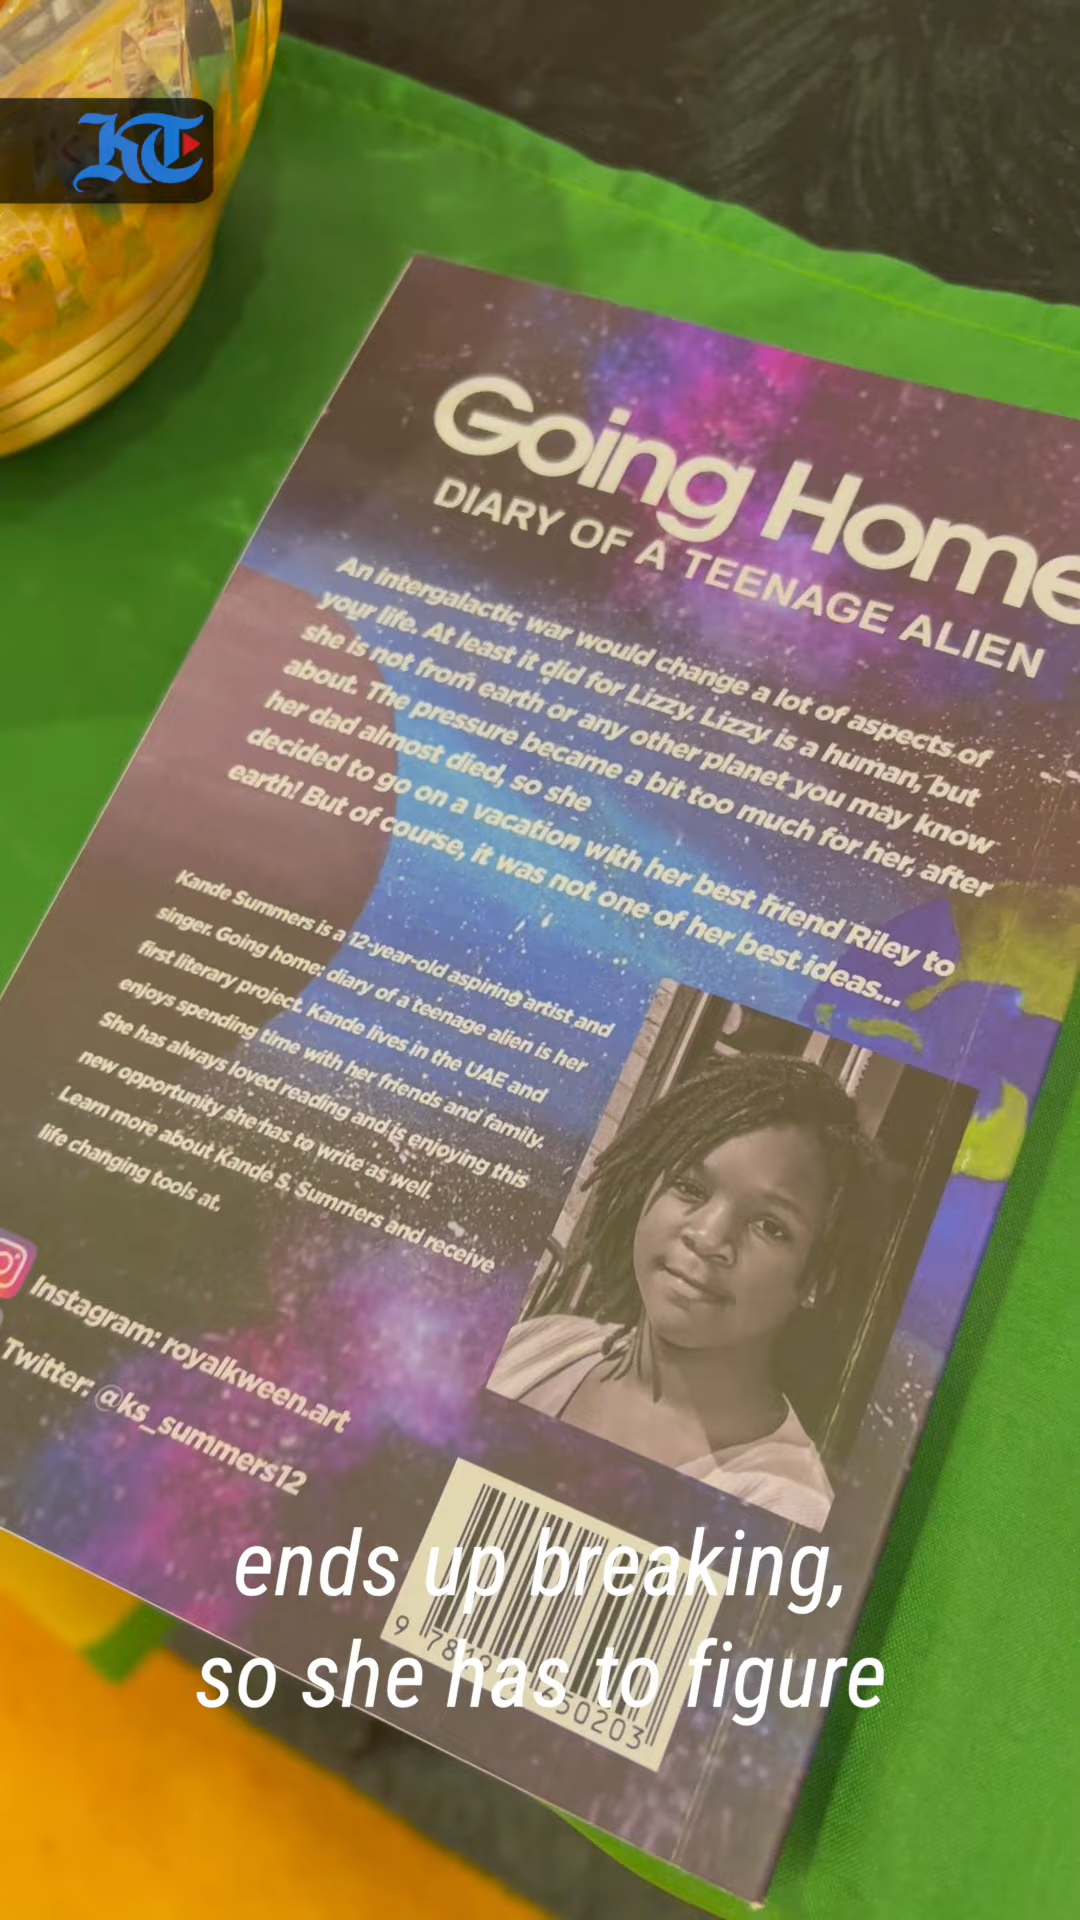 KT
Going Home
DIARY OF A TEENAGE ALIEN
An intergalactic war would change a lot of aspects of
your life. At least it did for Lizzy. Lizzy is a human, but
she is not from earth or any other planet you may know
about. The pressure became a bit too much for her, after
her dad almost died, so she
decided to go on a vacation with her best friend Riley to
earth! But of course, it was not one of her best ideas...
Kande Summers is a 12-year-old aspiring artist and
singer. Going home: diary of a teenage alien is her
first literary project. Kande lives in the UAE and
enjoys spending time with her friends and family.
She has always loved reading and is enjoying this
new opportunity she has to write as well.
Learn more about Kande S. Summers and receive
life changing tools at.
Instagram: royalkween.art
Twitter: @ks_summers12
ends up breaking,
so she has to figure